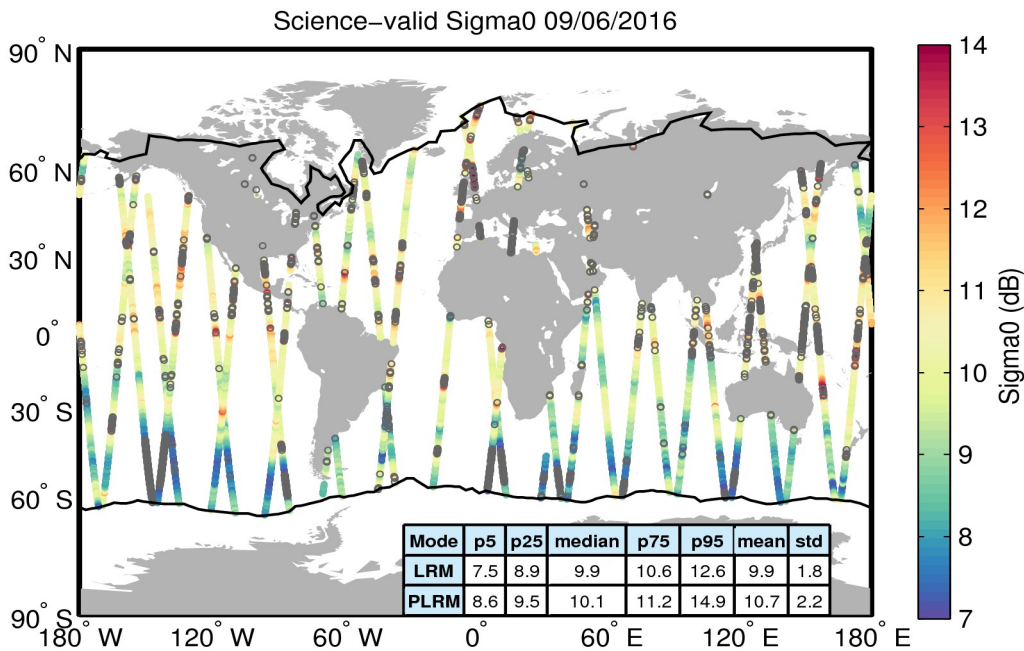 Science−valid Sigma0 09/06/2016
90° N
60° N
30° N
0°
30° S
60° S
90° S
180° W
120° W
60° W
0°
60° E
120° E
180° E
Mode p5 p25 median p75 p95 mean std
LRM 7.5 8.9 9.9 10.6 12.6 9.9 1.8
PLRM 8.6 9.5 10.1 11.2 14.9 10.7 2.2
14
13
12
11
10
9
8
7
Sigma0 (dB)